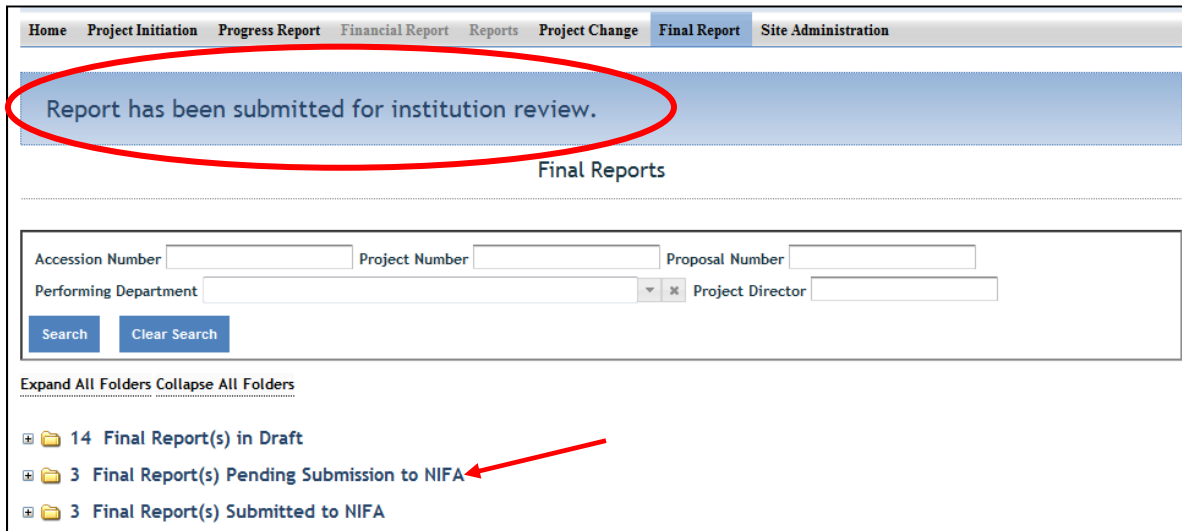 Home Project Initiation Progress Report Financial Report Reports Project Change Final Report Site Administration
Report has been submitted for institution review.
Final Reports
Accession Number Project Number Proposal Number
Performing Department Project Director
Search Clear Search
Expand All Folders Collapse All Folders
14 Final Report(s) in Draft
3 Final Report(s) Pending Submission to NIFA
3 Final Report(s) Submitted to NIFA